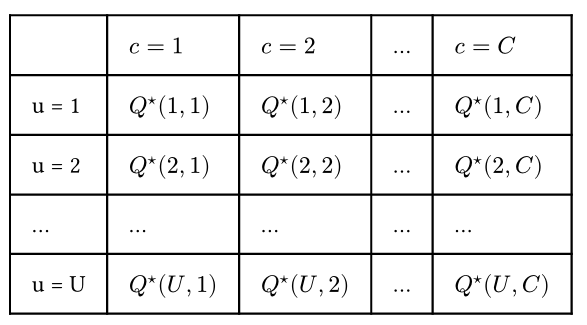 c = 1 c = 2 ... c = C
u = 1 Q⋆(1, 1) Q⋆(1, 2) ... Q⋆(1, C)
u = 2 Q⋆(2, 1) Q⋆(2, 2) ... Q⋆(2, C)
... ... ... ... ...
u = U Q⋆(U, 1) Q⋆(U, 2) ... Q⋆(U, C)